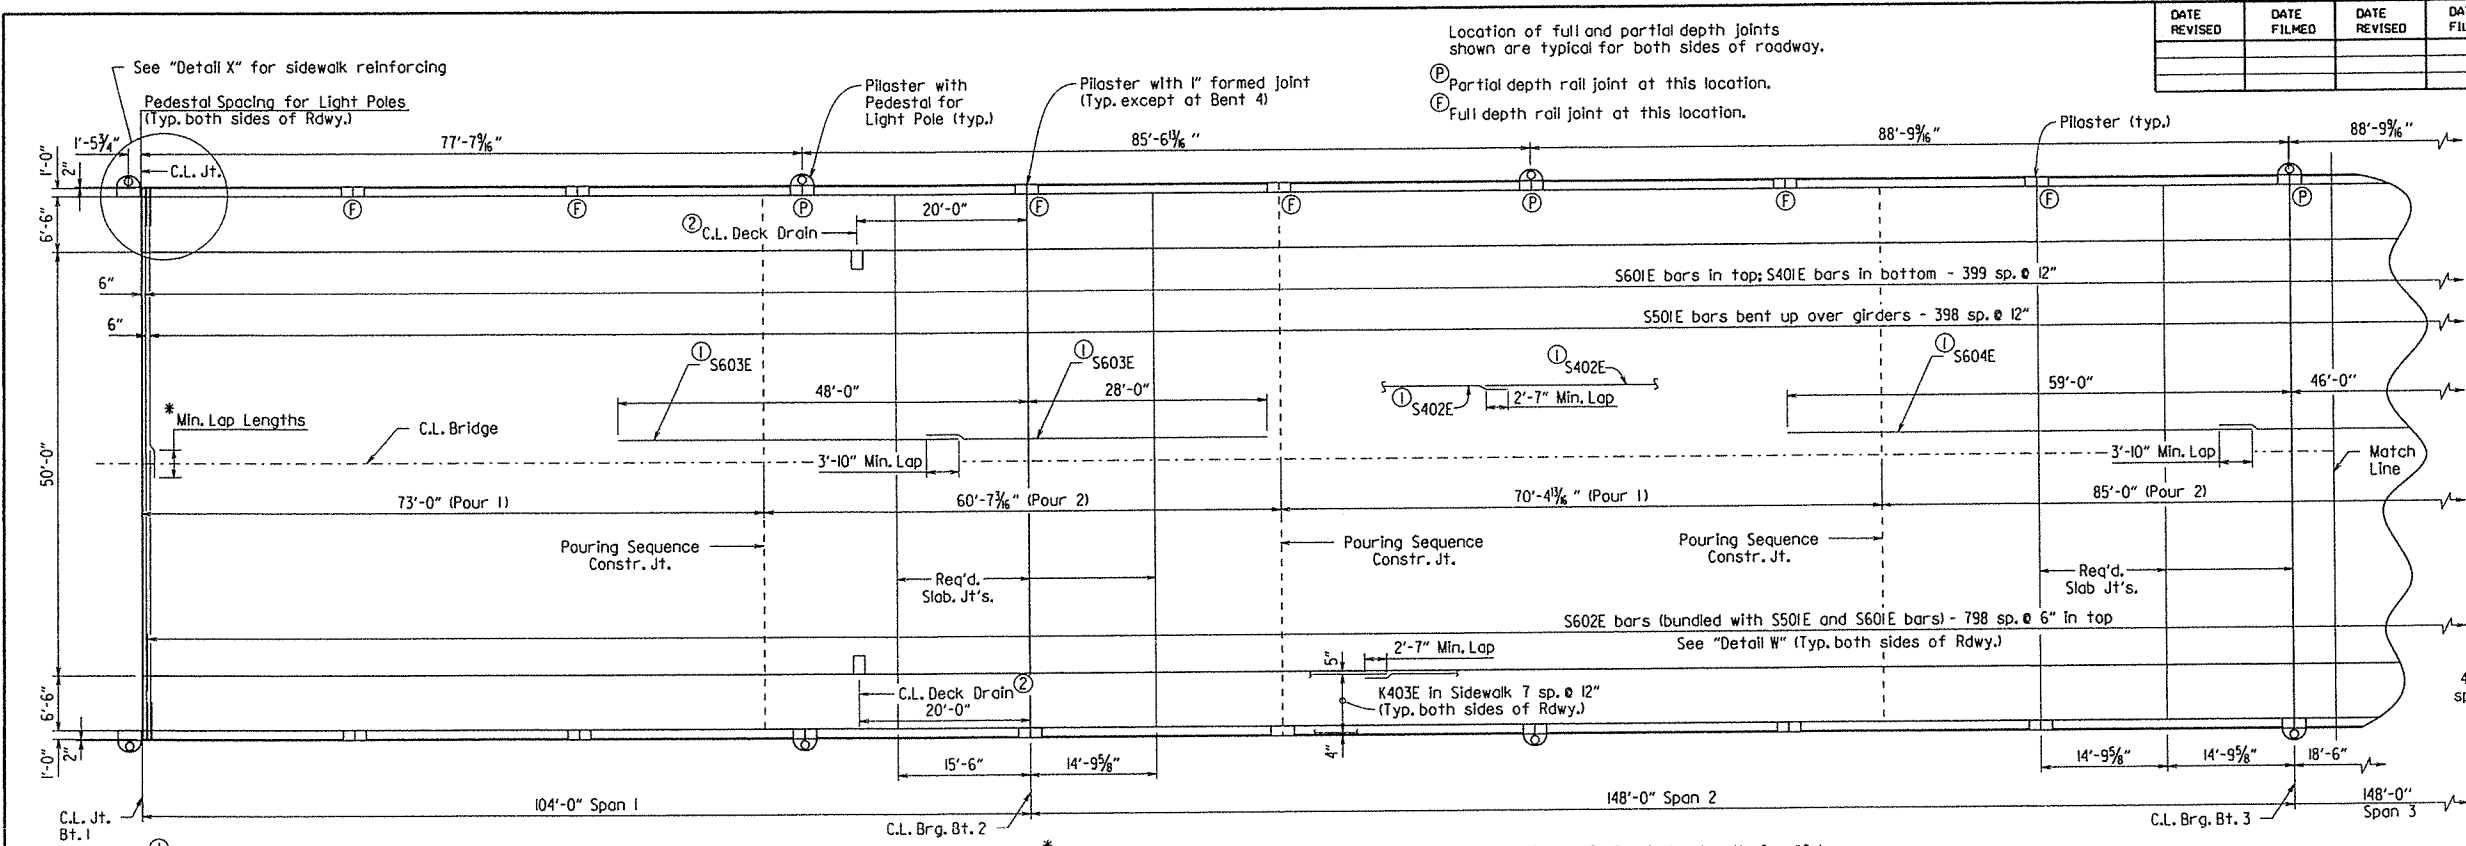 Location of full and partial depth joints
shown are typical for both sides of roadway.
Ⓟ Partial depth rail joint at this location.
Ⓕ Full depth rail joint at this location.
DATE REVISED
DATE FILMED
DATE REVISED
See "Detail X" for sidewalk reinforcing
Pedestal Spacing for Light Poles
(Typ. both sides of Rdwy.)
Pilaster with
Pedestal for
Light Pole (typ.)
Pilaster with 1" formed joint
(Typ. except at Bent 4)
Pilaster (typ.)
1'-5¾"
77'-7⁹⁄₁₆"
85'-6¹³⁄₁₆"
88'-9⁹⁄₁₆"
88'-9⁹⁄₁₆"
1'-0"
2"
C.L. Jt.
Ⓕ
Ⓕ
Ⓟ
Ⓕ
Ⓕ
Ⓟ
Ⓕ
Ⓕ
Ⓟ
6'-6"
20'-0"
② C.L. Deck Drain
6"
S601E bars in top; S401E bars in bottom - 399 sp. @ 12"
6"
S501E bars bent up over girders - 398 sp. @ 12"
① S603E
① S603E
① S402E
① S604E
48'-0"
28'-0"
① S402E
2'-7" Min. Lap
59'-0"
46'-0"
* Min. Lap Lengths
C.L. Bridge
3'-10" Min. Lap
3'-10" Min. Lap
Match
Line
50'-0"
73'-0" (Pour 1)
60'-7³⁄₁₆" (Pour 2)
70'-4¹³⁄₁₆" (Pour 1)
85'-0" (Pour 2)
Pouring Sequence
Constr. Jt.
Pouring Sequence
Constr. Jt.
Pouring Sequence
Constr. Jt.
Req'd.
Slab. Jt's.
Req'd.
Slab Jt's.
S602E bars (bundled with S501E and S601E bars) - 798 sp. @ 6" in top
See "Detail W" (Typ. both sides of Rdwy.)
2'-7" Min. Lap
5"
K403E in Sidewalk 7 sp. @ 12"
(Typ. both sides of Rdwy.)
4"
6'-6"
C.L. Deck Drain ②
20'-0"
1'-0"
2"
15'-6"
14'-9⅝"
14'-9⅝"
14'-9⅝"
18'-6"
104'-0" Span 1
148'-0" Span 2
148'-0"
Span 3
C.L. Jt.
Bt. 1
C.L. Brg. Bt. 2
C.L. Brg. Bt. 3
①
*